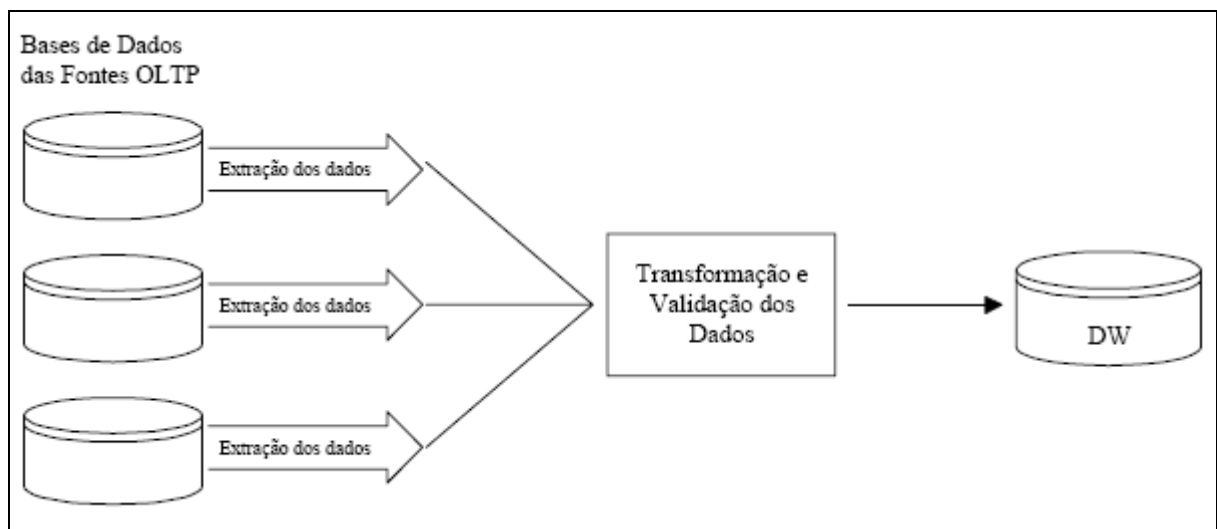 Bases de Dados
das Fontes OLTP
Extração dos dados
Extração dos dados
Extração dos dados
Transformação e
Validação dos
Dados
DW